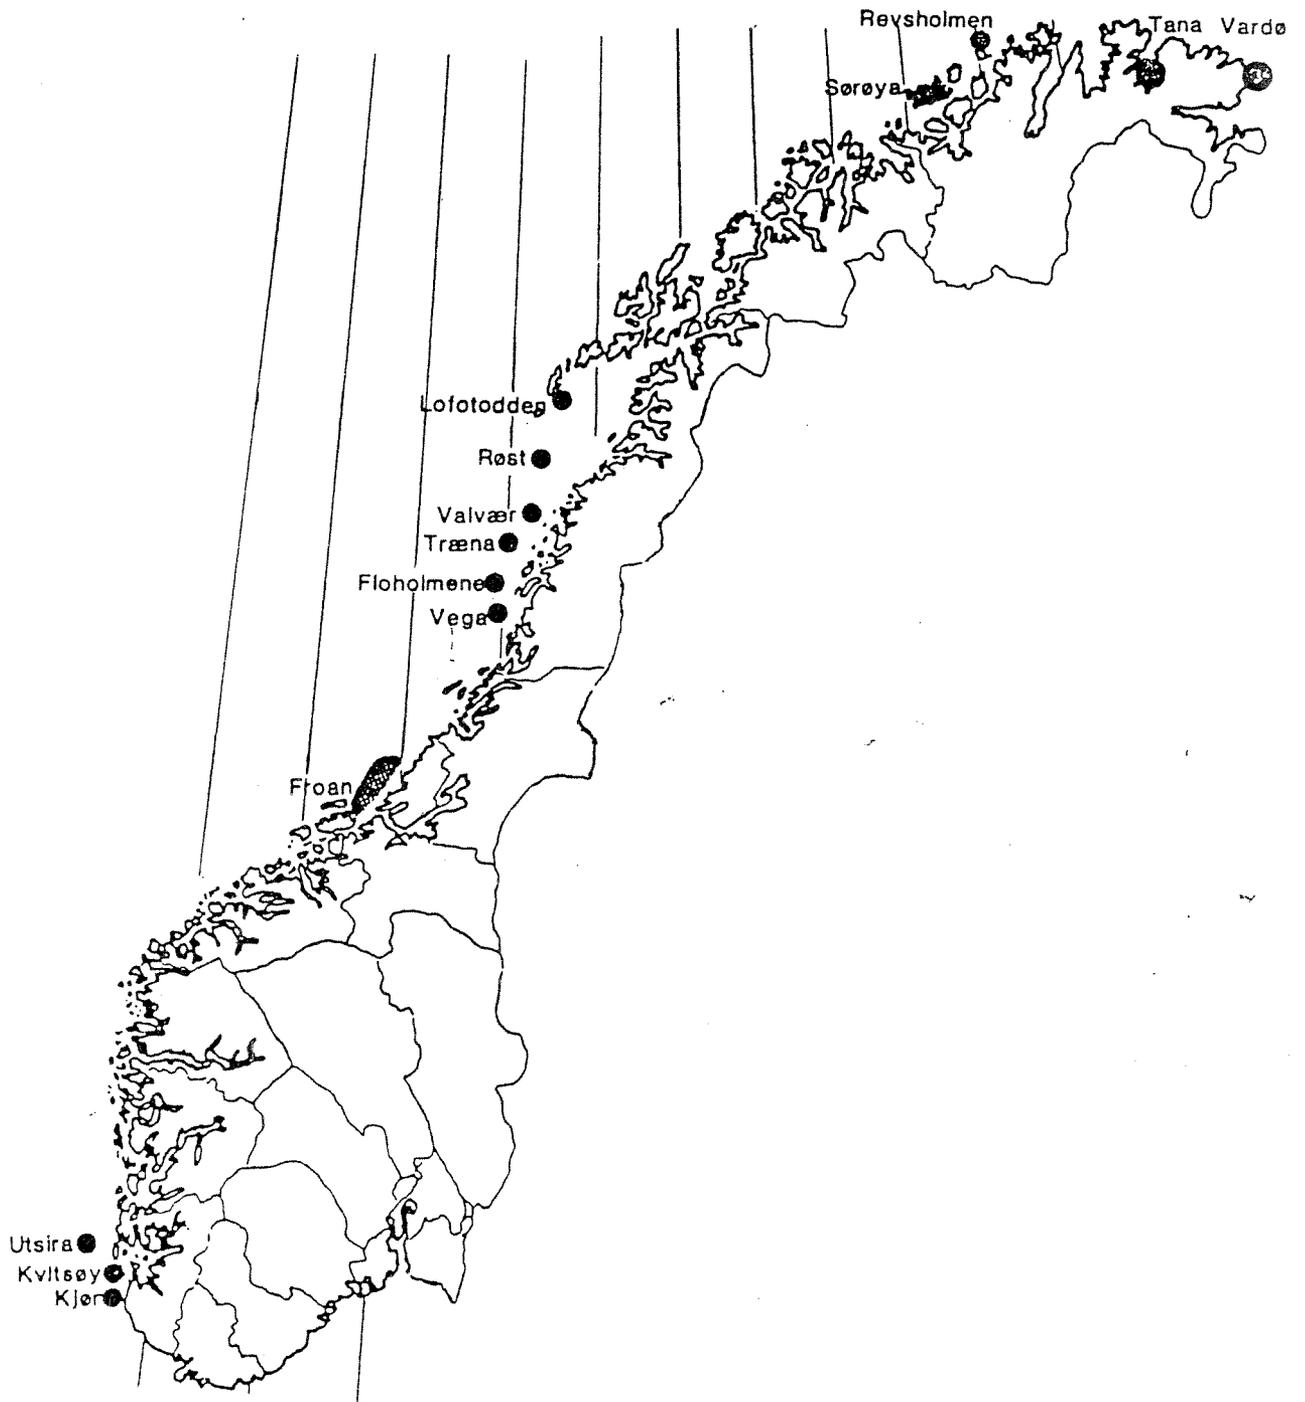 Revsholmen
Tana Vardø
Sørøya
Lofotodden
Røst
Valvær
Træna
Floholmene
Vega
Froan
Utsira
Kvitsøy
Kjør